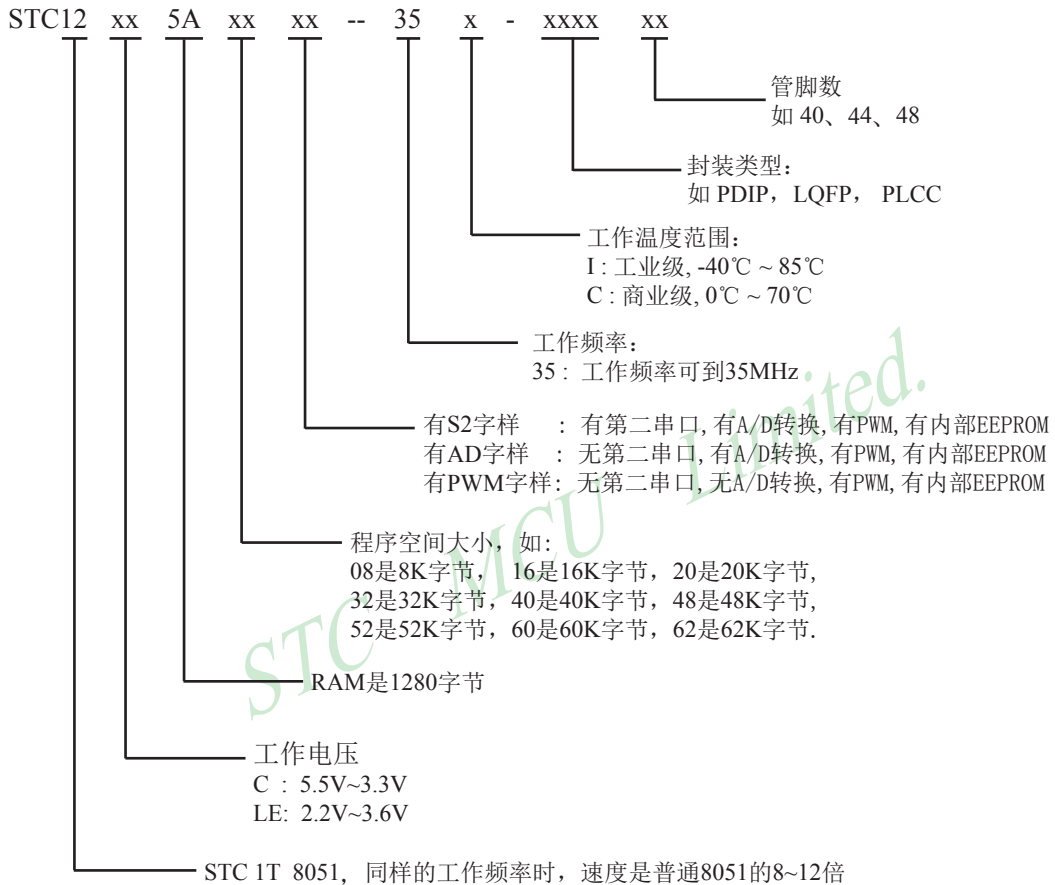 STC12 xx 5A xx xx -- 35 x - xxxx xx
管脚数
如 40、44、48
封装类型：
如 PDIP，LQFP， PLCC
工作温度范围：
I : 工业级, -40℃ ~ 85℃
C : 商业级, 0℃ ~ 70℃
工作频率：
35 : 工作频率可到35MHz
有S2字样 : 有第二串口, 有A/D转换, 有PWM, 有内部EEPROM
有AD字样 : 无第二串口, 有A/D转换, 有PWM, 有内部EEPROM
有PWM字样: 无第二串口, 无A/D转换, 有PWM, 有内部EEPROM
程序空间大小，如:
08是8K字节， 16是16K字节，20是20K字节,
32是32K字节，40是40K字节，48是48K字节,
52是52K字节，60是60K字节，62是62K字节.
RAM是1280字节
工作电压
C : 5.5V~3.3V
LE: 2.2V~3.6V
STC 1T 8051, 同样的工作频率时，速度是普通8051的8~12倍
STC MCU Limited.